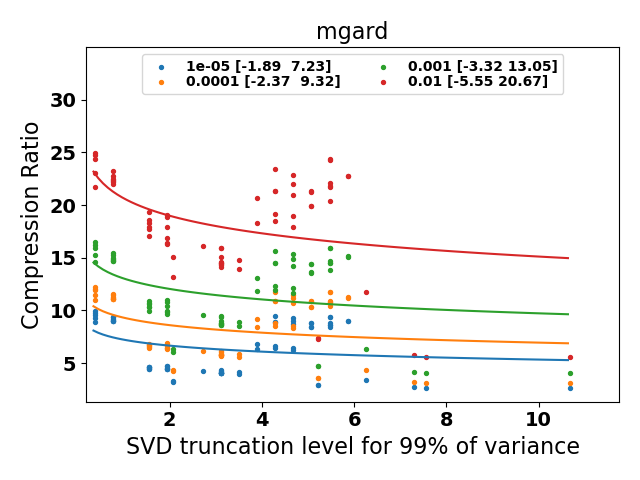 mgard
1e-05 [-1.89  7.23]
0.0001 [-2.37  9.32]
0.001 [-3.32 13.05]
0.01 [-5.55 20.67]
Compression Ratio
30
25
20
15
10
5
2 4 6 8 10
SVD truncation level for 99% of variance